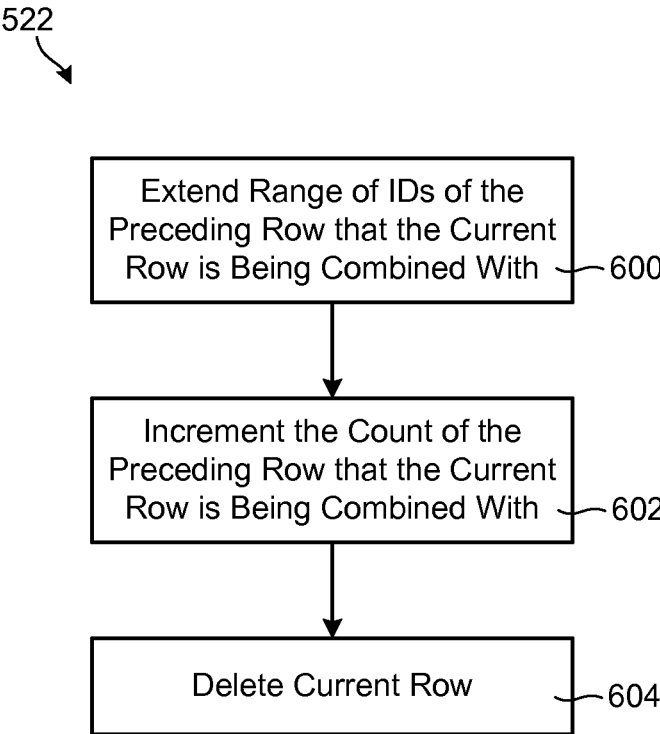 522
Extend Range of IDs of the
Preceding Row that the Current
Row is Being Combined With
600
Increment the Count of the
Preceding Row that the Current
Row is Being Combined With
602
Delete Current Row
604